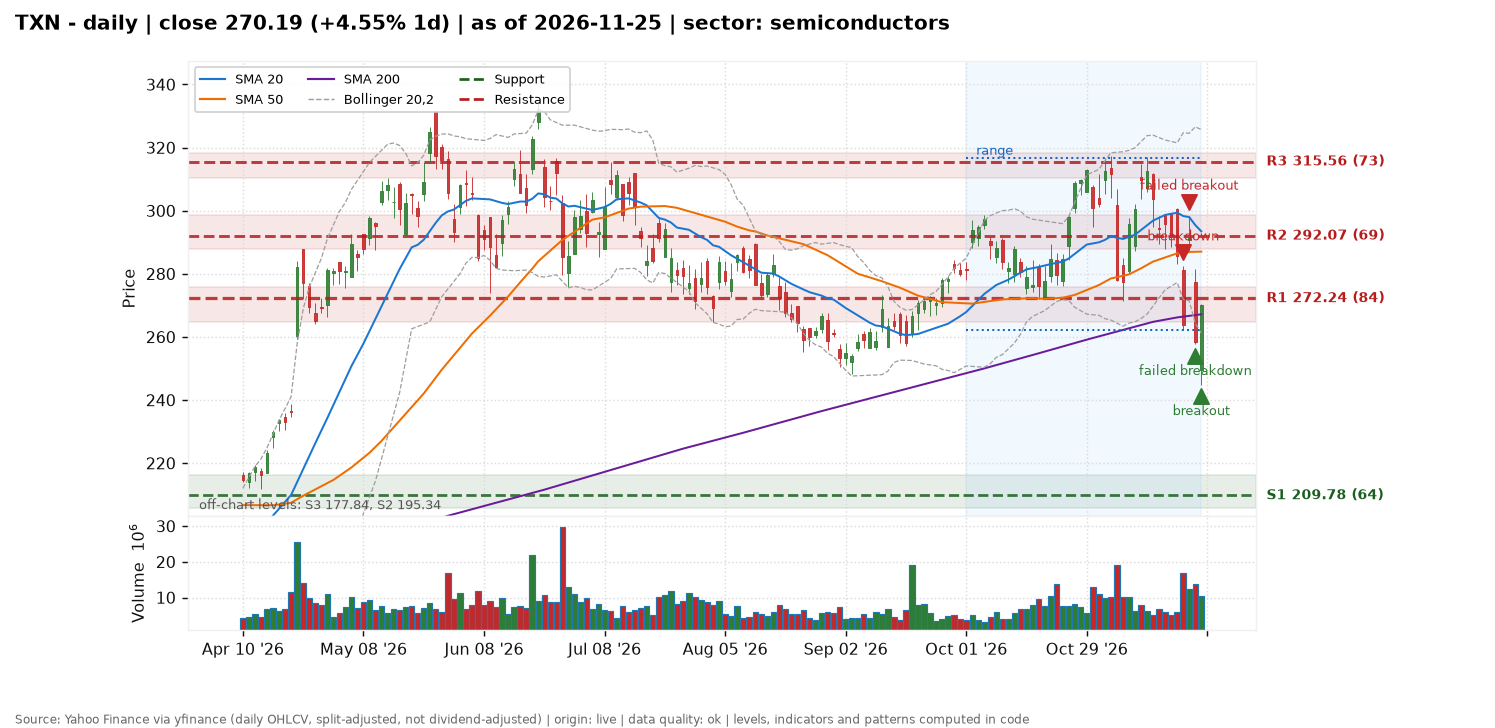 TXN - daily | close 270.19 (+4.55% 1d) | as of 2026-11-25 | sector: semiconductors
SMA 20
SMA 50
SMA 200
Bollinger 20,2
Support
Resistance
Price
340
320
300
280
260
240
220
range
failed breakout
breakdown
failed breakdown
breakout
R3 315.56 (73)
R2 292.07 (69)
R1 272.24 (84)
S1 209.78 (64)
off-chart levels: S3 177.84, S2 195.34
Volume 10⁶
30
20
10
Apr 10 '26
May 08 '26
Jun 08 '26
Jul 08 '26
Aug 05 '26
Sep 02 '26
Oct 01 '26
Oct 29 '26
Source: Yahoo Finance via yfinance (daily OHLCV, split-adjusted, not dividend-adjusted) | origin: live | data quality: ok | levels, indicators and patterns computed in code